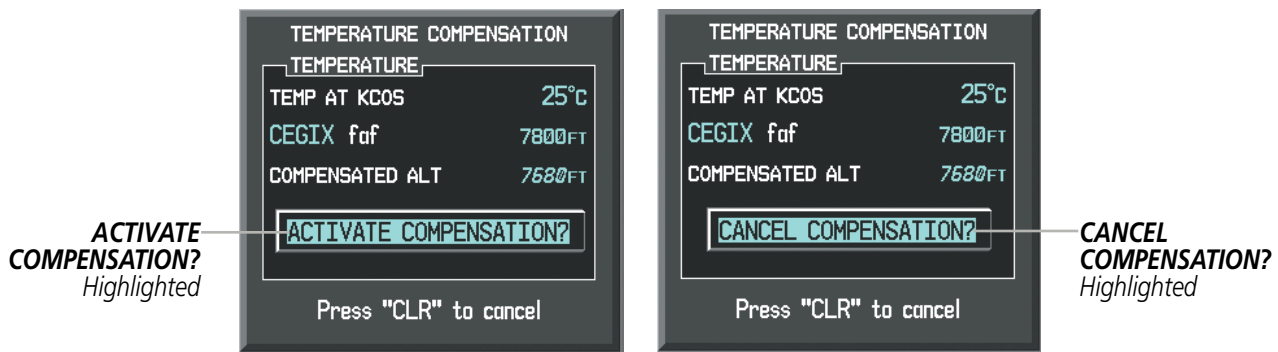 TEMPERATURE COMPENSATION
TEMPERATURE
TEMP AT KCOS 25°C
CEGIX faf 7800FT
COMPENSATED ALT 7680FT
ACTIVATE COMPENSATION?
Press "CLR" to cancel
ACTIVATE
COMPENSATION?
Highlighted
TEMPERATURE COMPENSATION
TEMPERATURE
TEMP AT KCOS 25°C
CEGIX faf 7800FT
COMPENSATED ALT 7680FT
CANCEL COMPENSATION?
Press "CLR" to cancel
CANCEL
COMPENSATION?
Highlighted